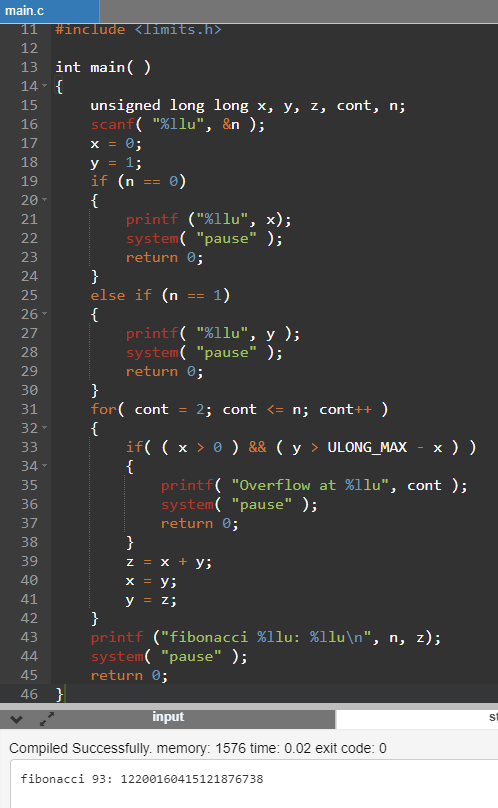 main.c
11 #include <limits.h>
12
13 int main( )
14 {
15 unsigned long long x, y, z, cont, n;
16 scanf( "%llu", &n );
17 x = 0;
18 y = 1;
19 if (n == 0)
20 {
21 printf ("%llu", x);
22 system( "pause" );
23 return 0;
24 }
25 else if (n == 1)
26 {
27 printf( "%llu", y );
28 system( "pause" );
29 return 0;
30 }
31 for( cont = 2; cont <= n; cont++ )
32 {
33 if( ( x > 0 ) && ( y > ULONG_MAX - x ) )
34 {
35 printf( "Overflow at %llu", cont );
36 system( "pause" );
37 return 0;
38 }
39 z = x + y;
40 x = y;
41 y = z;
42 }
43 printf ("fibonacci %llu: %llu\n", n, z);
44 system( "pause" );
45 return 0;
46 }
input
Compiled Successfully. memory: 1576 time: 0.02 exit code: 0
fibonacci 93: 12200160415121876738